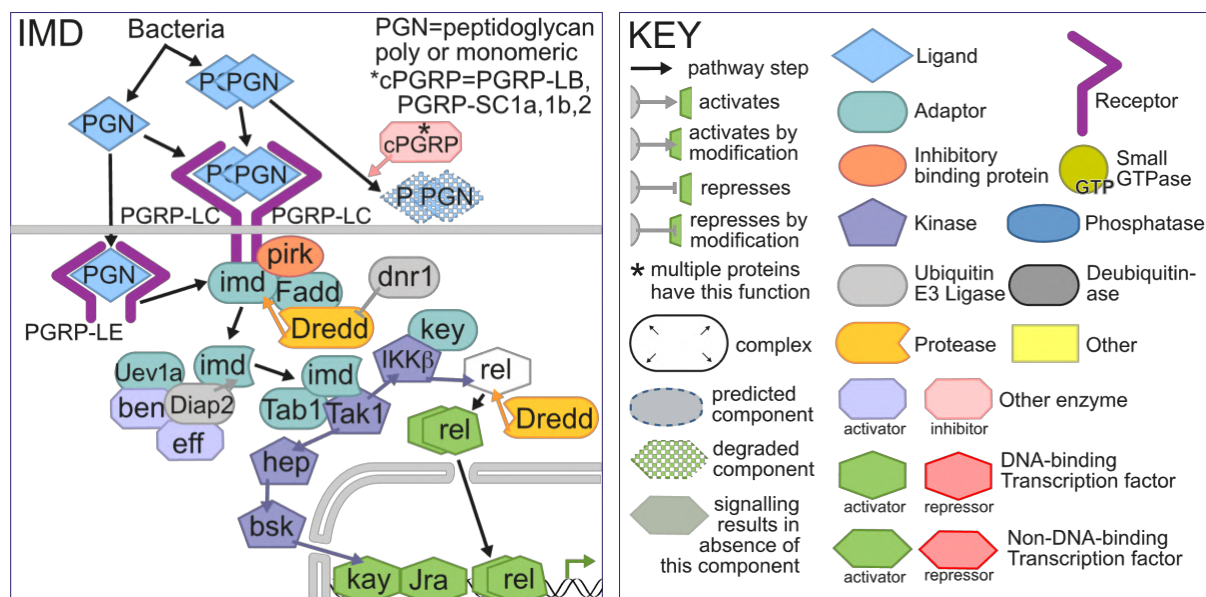 IMD
Bacteria
PGN=peptidoglycan
poly or monomeric
*cPGRP=PGRP-LB,
PGRP-SC1a,1b,2
PGN
PGN
*
cPGRP
PGN
P PGN
PGRP-LC
PGRP-LC
PGN
PGRP-LE
imd
pirk
Fadd
dnr1
Dredd
key
IKKβ
rel
Uev1a
imd
imd
ben
Diap2
Tab1
Tak1
Dredd
eff
rel
hep
bsk
kay
Jra
rel
KEY
pathway step
activates
activates by
modification
represses
represses by
modification
* multiple proteins
have this function
complex
predicted
component
degraded
component
signalling
results in
absence of
this component
Ligand
Adaptor
Receptor
Inhibitory
binding protein
GTP
Small
GTPase
Kinase
Phosphatase
Ubiquitin
E3 Ligase
Deubiquitin-
ase
Protease
Other
Other enzyme
activator
inhibitor
DNA-binding
Transcription factor
activator
repressor
Non-DNA-binding
Transcription factor
activator
repressor